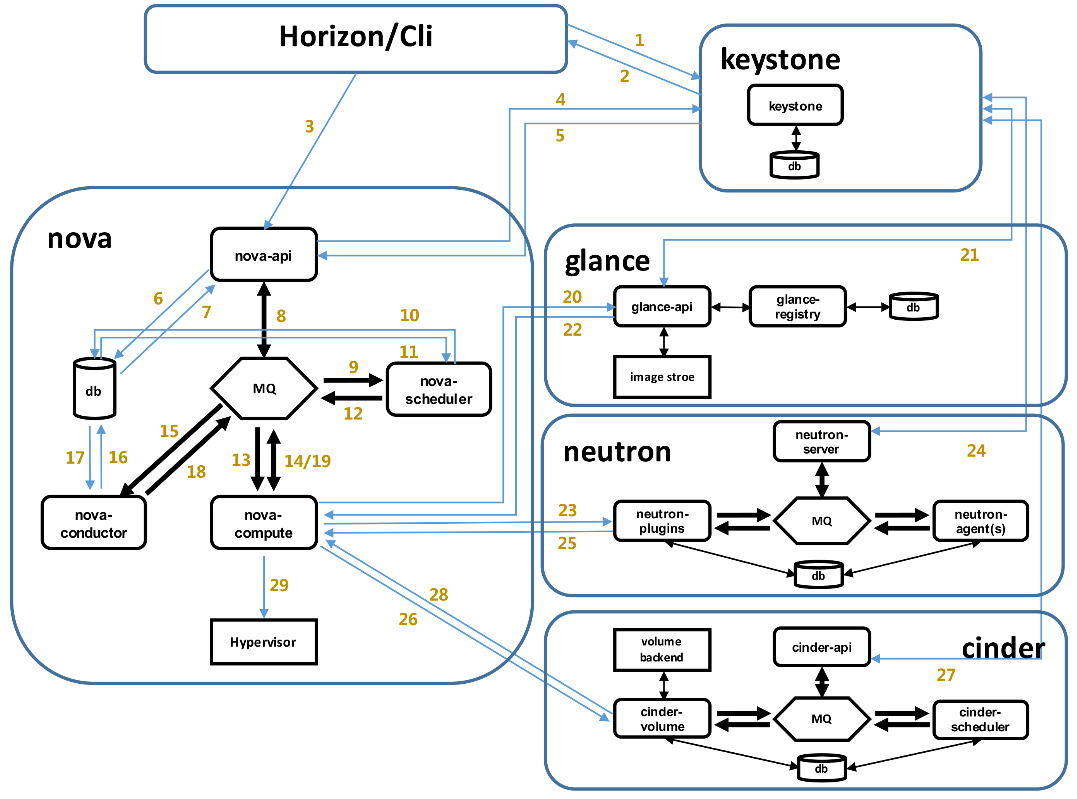 Horizon/Cli
1
2
keystone
keystone
db
3
4
5
nova
nova-api
6
7
8
10
11
db
MQ
9
12
nova-
scheduler
15
18
13
14/19
17
16
nova-
conductor
nova-
compute
29
Hypervisor
glance
21
20
22
glance-api
glance-
registry
db
image stroe
neutron
neutron-
server
24
23
25
neutron-
plugins
MQ
neutron-
agent(s)
db
28
26
cinder
volume
backend
cinder-api
27
cinder-
volume
MQ
cinder-
scheduler
db